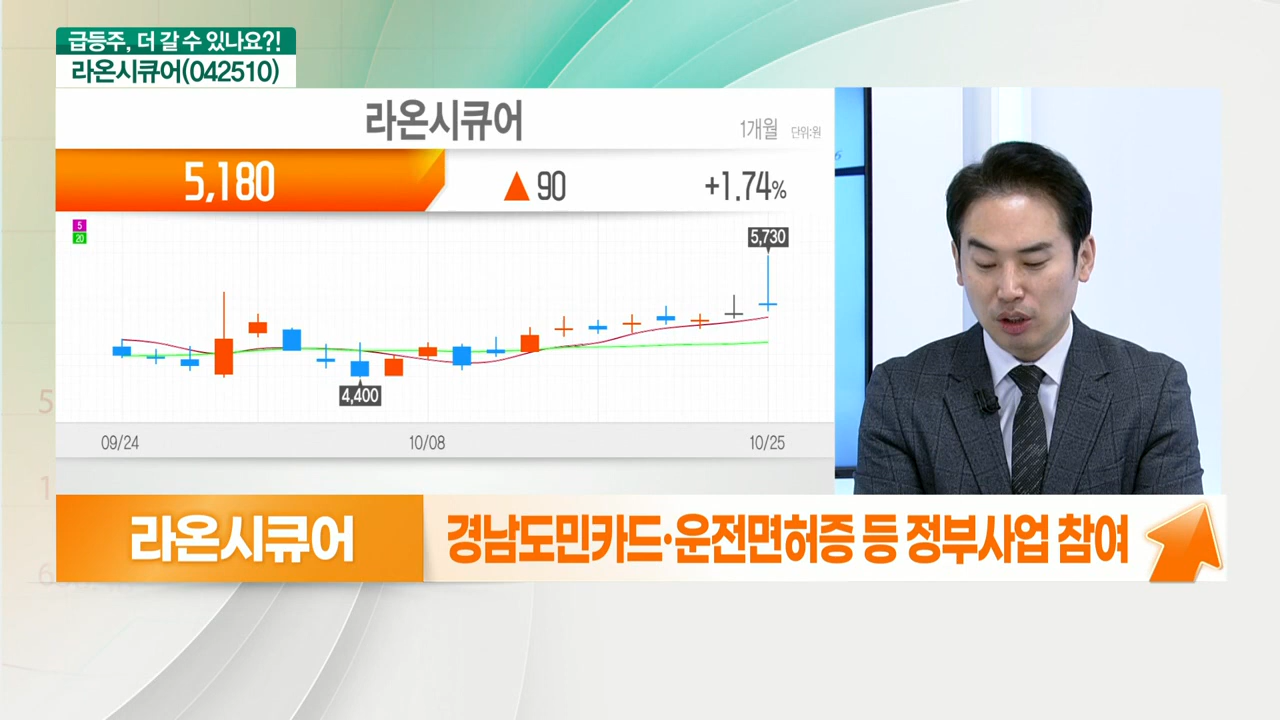 급등주, 더 갈 수 있나요?!
라온시큐어(042510)
라온시큐어
1개월 단위:원
5,180 ▲ 90 +1.74%
5
20
5,730
4,400
09/24 10/08 10/25
라온시큐어 경남도민카드·운전면허증 등 정부사업 참여